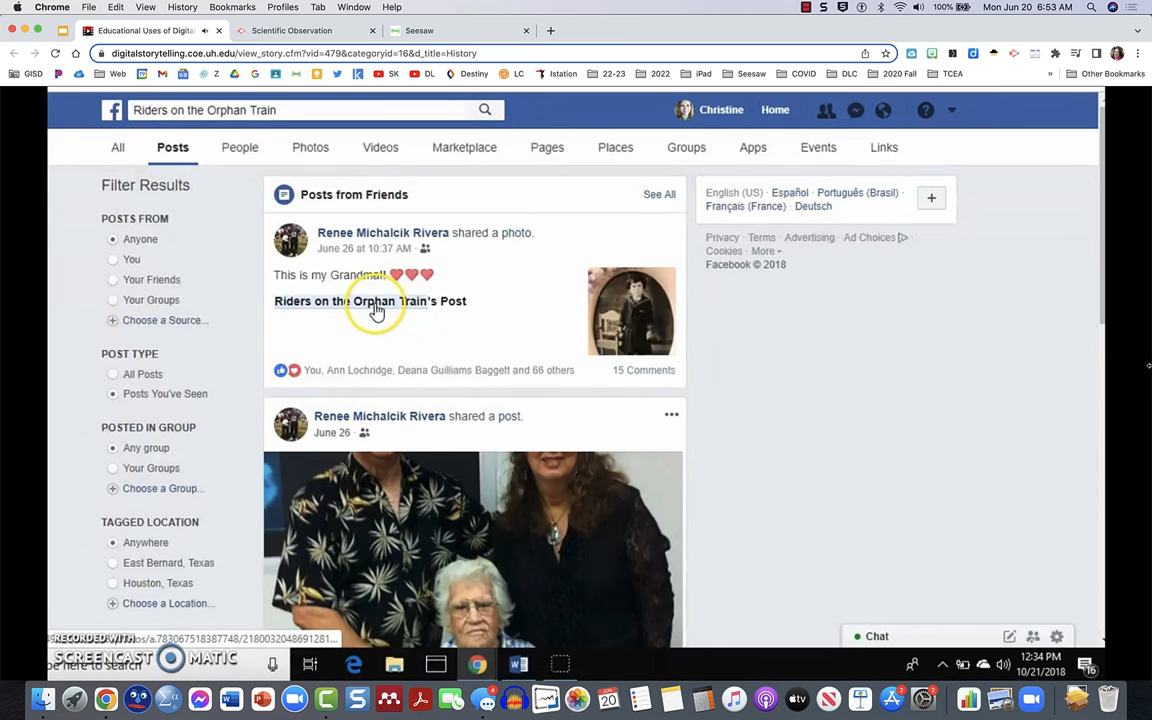 Chrome File Edit View History Bookmarks Profiles Tab Window Help 100% Mon Jun 20 6:53 AM
Educational Uses of Digital Scientific Observation Seesaw
digitalstorytelling.coe.uh.edu/view_story.cfm?vid=479&categoryid=16&d_title=History
GISD Web Z SK DL Destiny LC Istation 22-23 2022 iPad Seesaw COVID DLC 2020 Fall TCEA Other Bookmarks
Riders on the Orphan Train Christine Home
All Posts People Photos Videos Marketplace Pages Places Groups Apps Events Links
Filter Results
POSTS FROM
Anyone
You
Your Friends
Your Groups
Choose a Source...
POST TYPE
All Posts
Posts You've Seen
POSTED IN GROUP
Any group
Your Groups
Choose a Group...
TAGGED LOCATION
Anywhere
East Bernard, Texas
Houston, Texas
Choose a Location...
Posts from Friends See All
Renee Michalcik Rivera shared a photo.
June 26 at 10:37 AM
This is my Grandma!!
Riders on the Orphan Train's Post
You, Ann Lochridge, Deana Guilliams Baggett and 66 others 15 Comments
Renee Michalcik Rivera shared a post.
June 26
English (US) · Español · Português (Brasil) ·
Français (France) · Deutsch
Privacy · Terms · Advertising · Ad Choices
Cookies · More
Facebook © 2018
Chat
RECORDED WITH
SCREENCAST MATIC
os/a.783067518387748/2180032048691281...
pe here to search
12:34 PM
10/21/2018
16